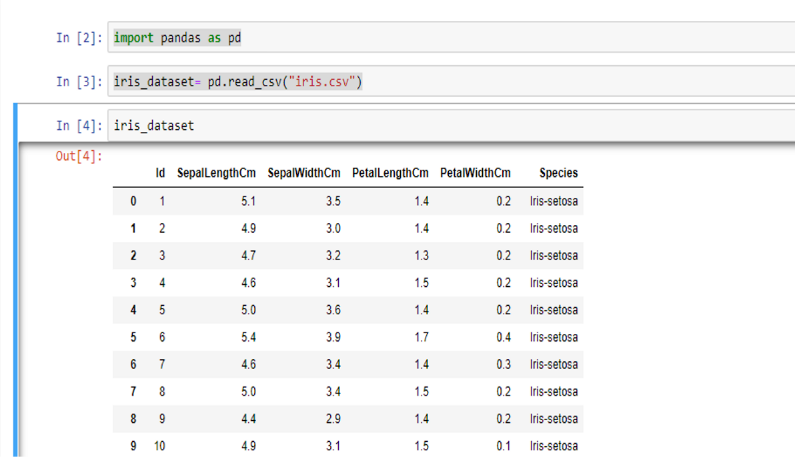 In [2]: import pandas as pd
In [3]: iris_dataset= pd.read_csv("iris.csv")
In [4]: iris_dataset
Out[4]:
Id SepalLengthCm SepalWidthCm PetalLengthCm PetalWidthCm Species
0 1 5.1 3.5 1.4 0.2 Iris-setosa
1 2 4.9 3.0 1.4 0.2 Iris-setosa
2 3 4.7 3.2 1.3 0.2 Iris-setosa
3 4 4.6 3.1 1.5 0.2 Iris-setosa
4 5 5.0 3.6 1.4 0.2 Iris-setosa
5 6 5.4 3.9 1.7 0.4 Iris-setosa
6 7 4.6 3.4 1.4 0.3 Iris-setosa
7 8 5.0 3.4 1.5 0.2 Iris-setosa
8 9 4.4 2.9 1.4 0.2 Iris-setosa
9 10 4.9 3.1 1.5 0.1 Iris-setosa